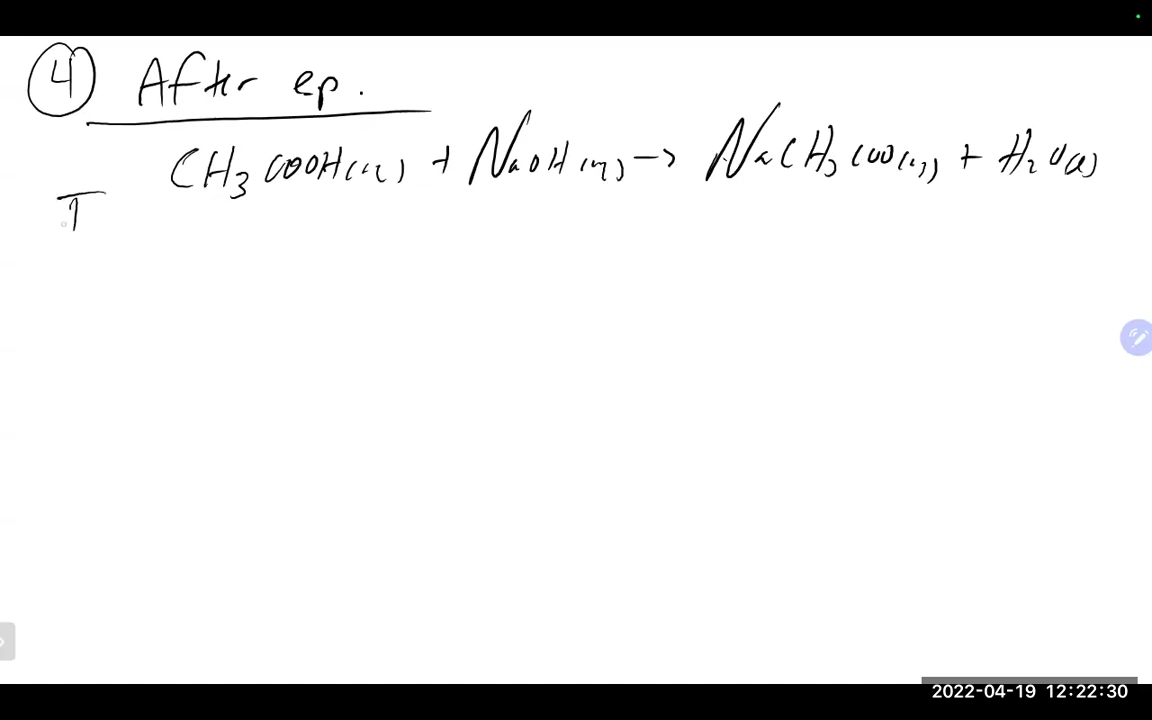 ④ After ep.
CH3COOH(aq) + NaOH(aq) → NaCH3COO(aq) + H2O(l)
I
2022-04-19 12:22:30